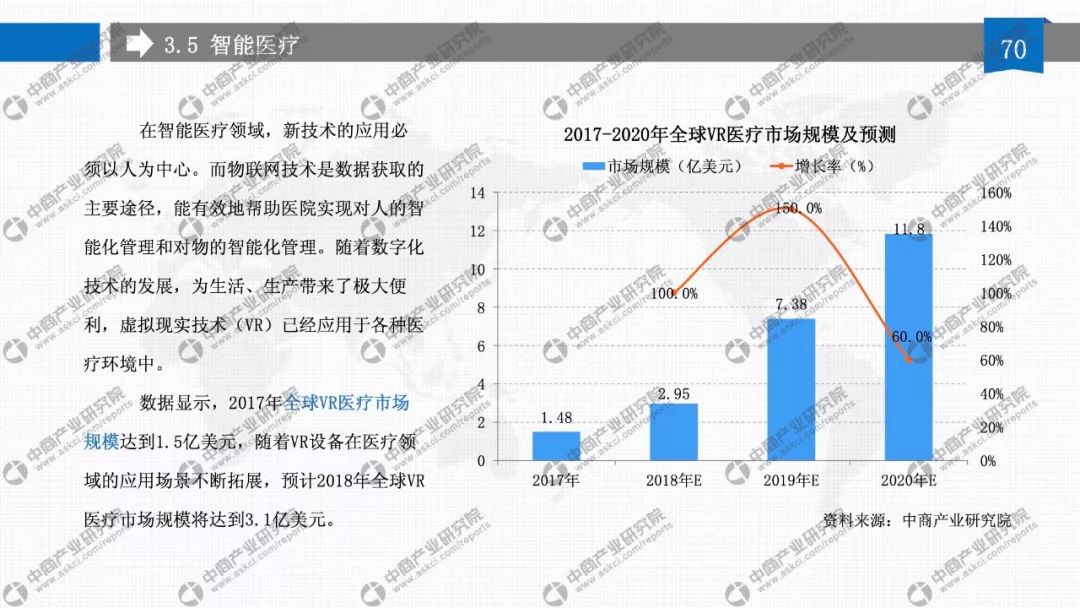 3.5 智能医疗
70
在智能医疗领域，新技术的应用必
须以人为中心。而物联网技术是数据获取的
主要途径，能有效地帮助医院实现对人的智
能化管理和对物的智能化管理。随着数字化
技术的发展，为生活、生产带来了极大便
利，虚拟现实技术（VR）已经应用于各种医
疗环境中。
数据显示，2017年全球VR医疗市场
规模达到1.5亿美元，随着VR设备在医疗领
域的应用场景不断拓展，预计2018年全球VR
医疗市场规模将达到3.1亿美元。
2017-2020年全球VR医疗市场规模及预测
市场规模（亿美元） 增长率（%）
14
12
10
8
6
4
2
0
160%
140%
120%
100%
80%
60%
40%
20%
0%
1.48
2.95
7.38
11.8
100.0%
150.0%
60.0%
2017年 2018年E 2019年E 2020年E
资料来源：中商产业研究院
中商产业研究院
www.askci.com/reports